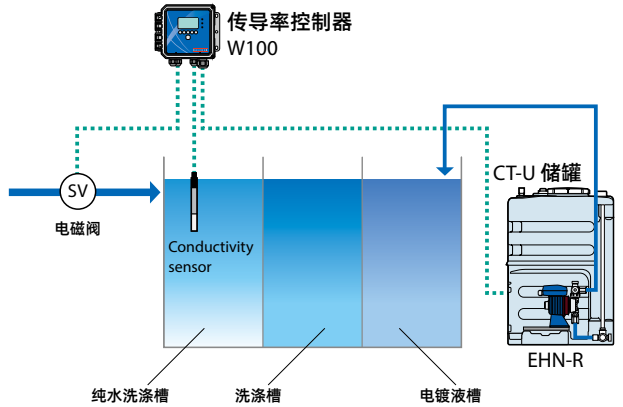 传导率控制器
W100
CT-U 储罐
SV
电磁阀
Conductivity
sensor
EHN-R
纯水洗涤槽
洗涤槽
电镀液槽